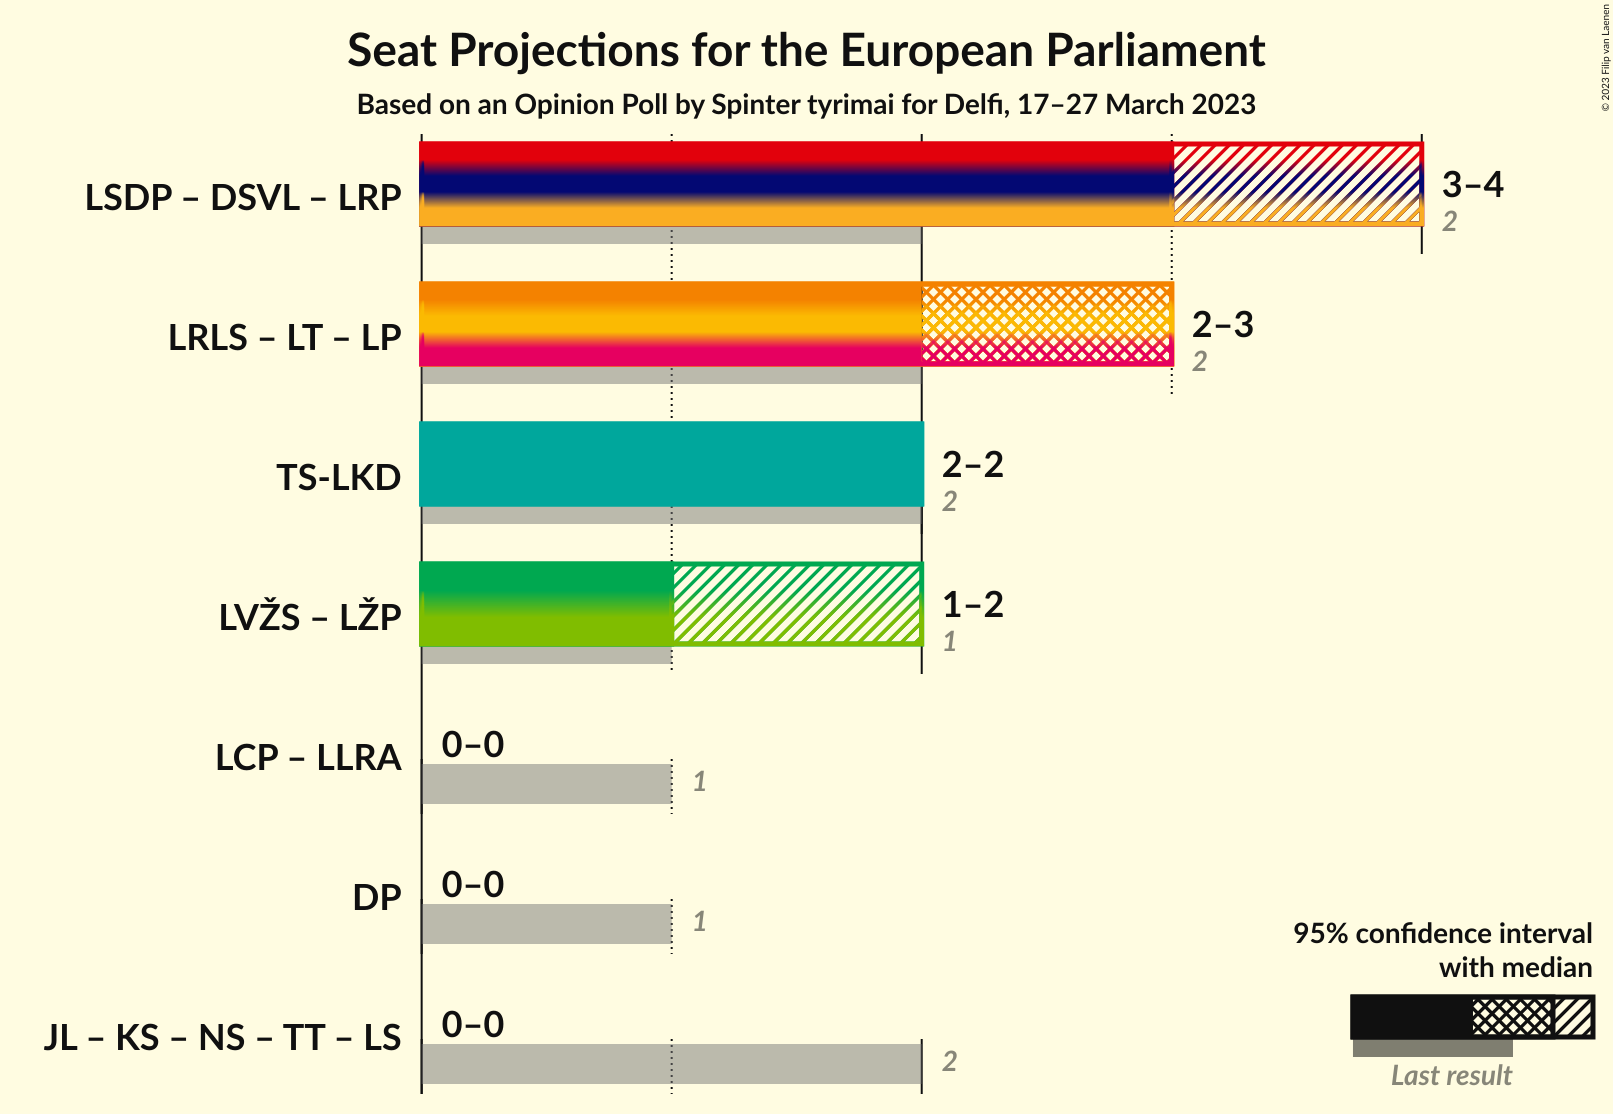 Seat Projections for the European Parliament
Based on an Opinion Poll by Spinter tyrimai for Delfi, 17–27 March 2023
© 2023 Filip van Laenen
LSDP – DSVL – LRP
3–4
2
LRLS – LT – LP
2–3
2
TS-LKD
2–2
2
LVŽS – LŽP
1–2
1
LCP – LLRA
0–0
1
DP
0–0
1
JL – KS – NS – TT – LS
0–0
2
95% confidence interval
with median
Last result